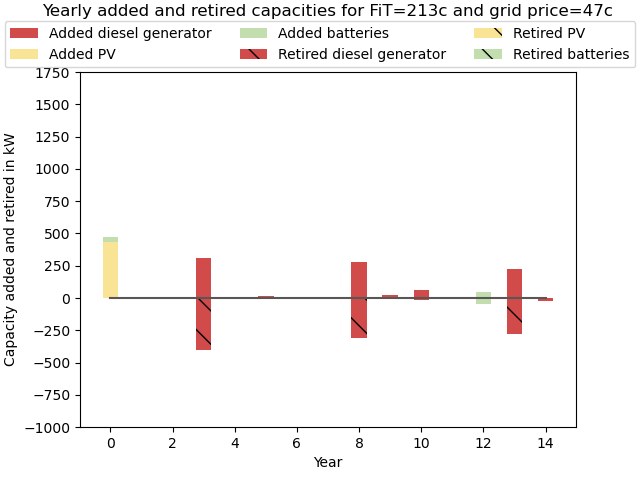 Yearly added and retired capacities for FiT=213c and grid price=47c
Added diesel generator
Added PV
Added batteries
Retired diesel generator
Retired PV
Retired batteries
Capacity added and retired in kW
1750
1500
1250
1000
750
500
250
0
−250
−500
−750
−1000
0 2 4 6 8 10 12 14
Year